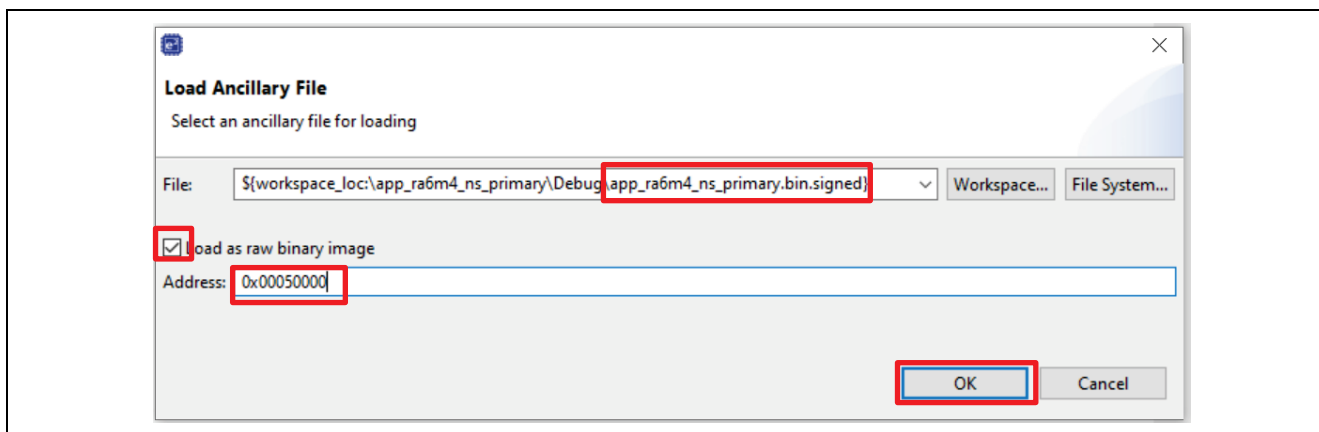 Load Ancillary File
Select an ancillary file for loading
File: ${workspace_loc:\app_ra6m4_ns_primary\Debug\app_ra6m4_ns_primary.bin.signed} Workspace... File System...
Load as raw binary image
Address: 0x00050000
OK Cancel